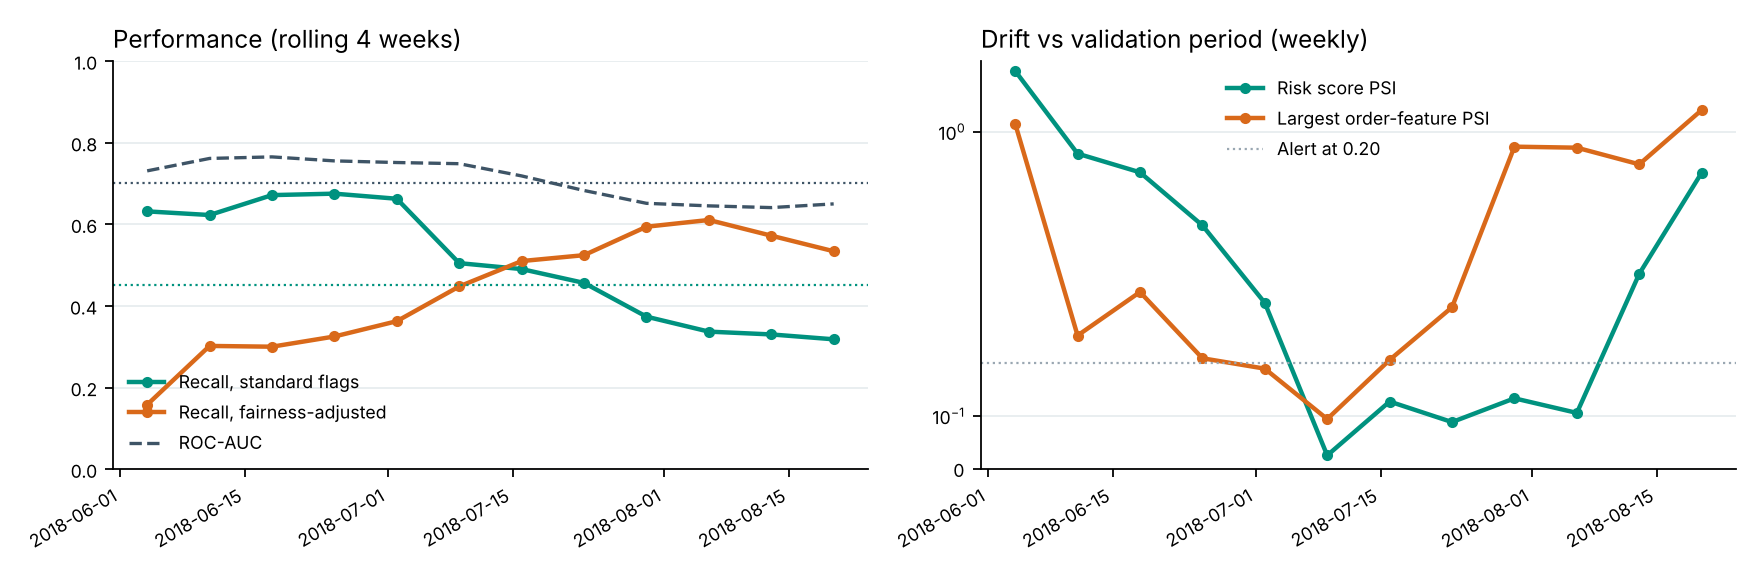 Performance (rolling 4 weeks)
1.0
0.8
0.6
0.4
0.2
0.0
Recall, standard flags
Recall, fairness-adjusted
ROC-AUC
2018-06-01
2018-06-15
2018-07-01
2018-07-15
2018-08-01
2018-08-15
Drift vs validation period (weekly)
10⁰
10⁻¹
0
Risk score PSI
Largest order-feature PSI
Alert at 0.20
2018-06-01
2018-06-15
2018-07-01
2018-07-15
2018-08-01
2018-08-15